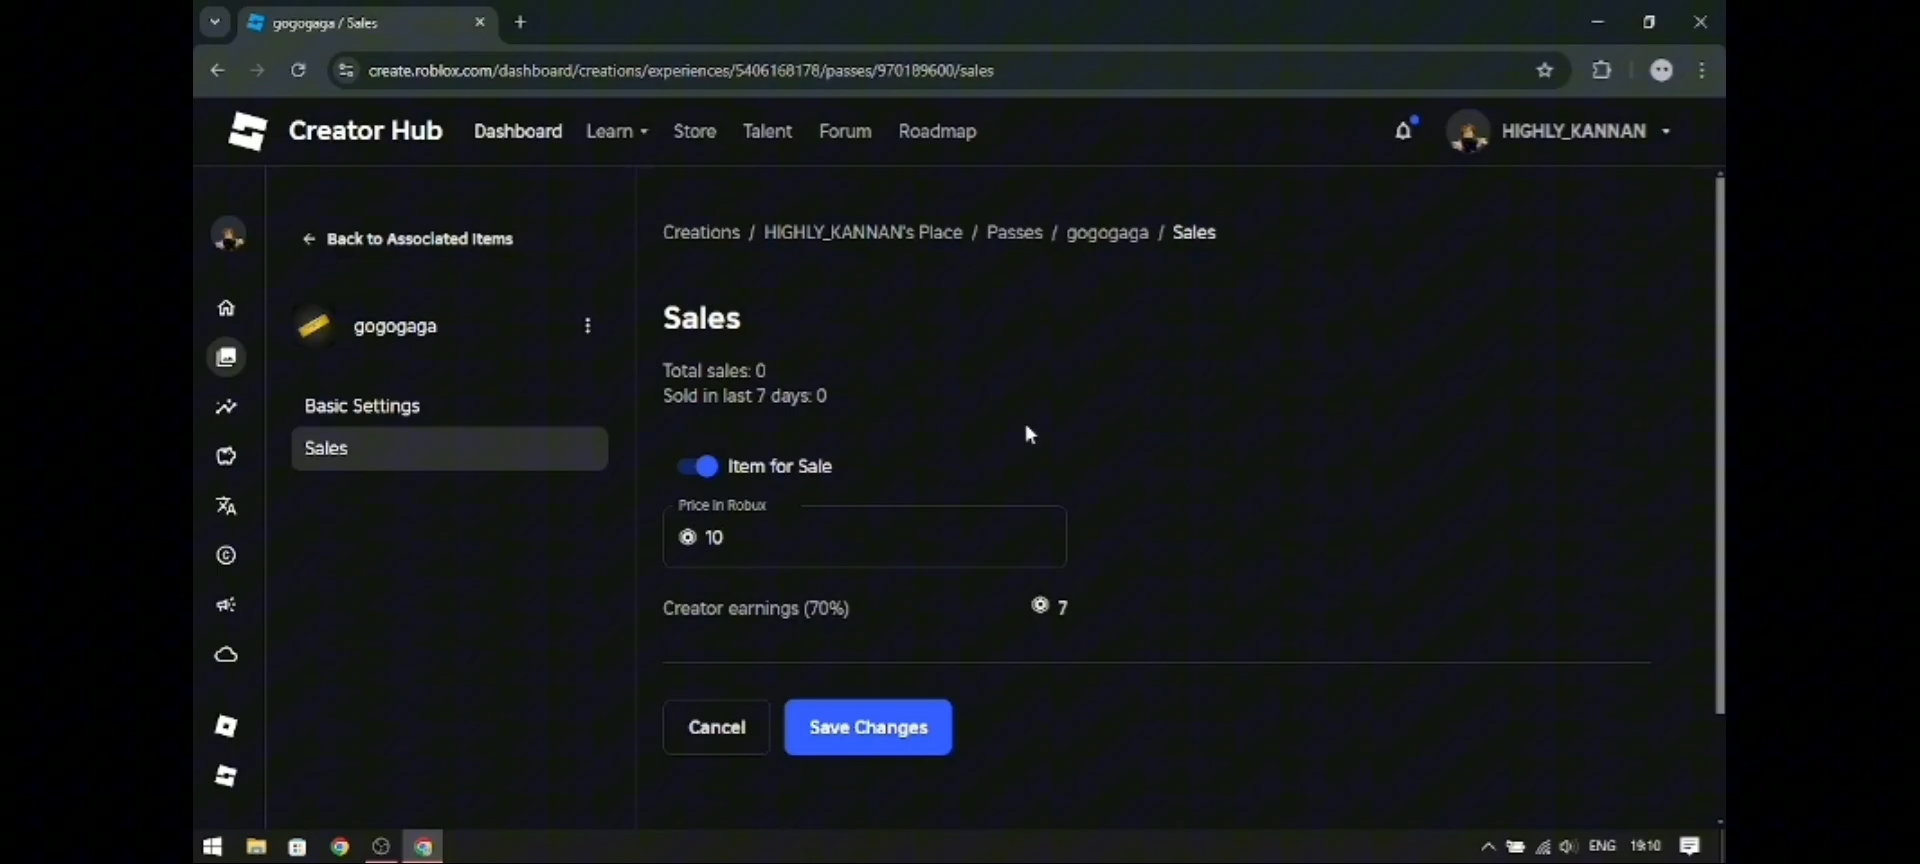 gogogaga / Sales
create.roblox.com/dashboard/creations/experiences/5406168178/passes/970189600/sales
Creator Hub Dashboard Learn Store Talent Forum Roadmap HIGHLY_KANNAN
Back to Associated Items
gogogaga
Basic Settings
Sales
Creations / HIGHLY_KANNAN's Place / Passes / gogogaga / Sales
Sales
Total sales: 0
Sold in last 7 days: 0
Item for Sale
Price in Robux
10
Creator earnings (70%) 7
Cancel Save Changes
ENG 19:10